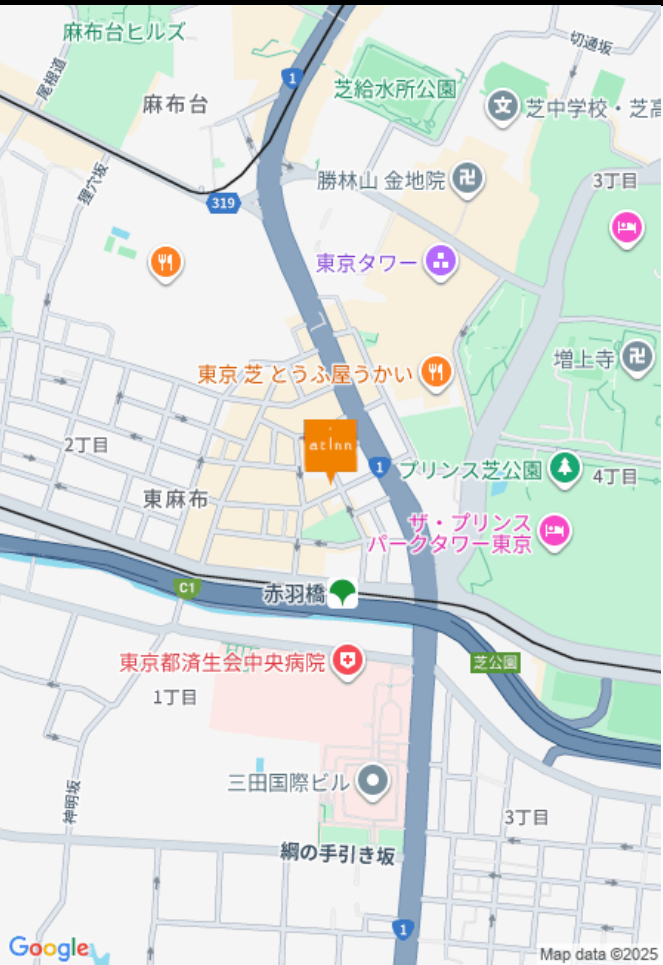 麻布台ヒルズ
切通坂
尾根道
1
芝給水所公園
麻布台
芝中学校・芝高
狸穴坂
勝林山 金地院
3丁目
319
東京タワー
増上寺
東京 芝 とうふ屋うかい
atinn
2丁目
1
プリンス芝公園
4丁目
東麻布
ザ・プリンス
パークタワー東京
C1
赤羽橋
東京都済生会中央病院
芝公園
1丁目
三田国際ビル
神明坂
3丁目
綱の手引き坂
1
Google
Map data ©2025